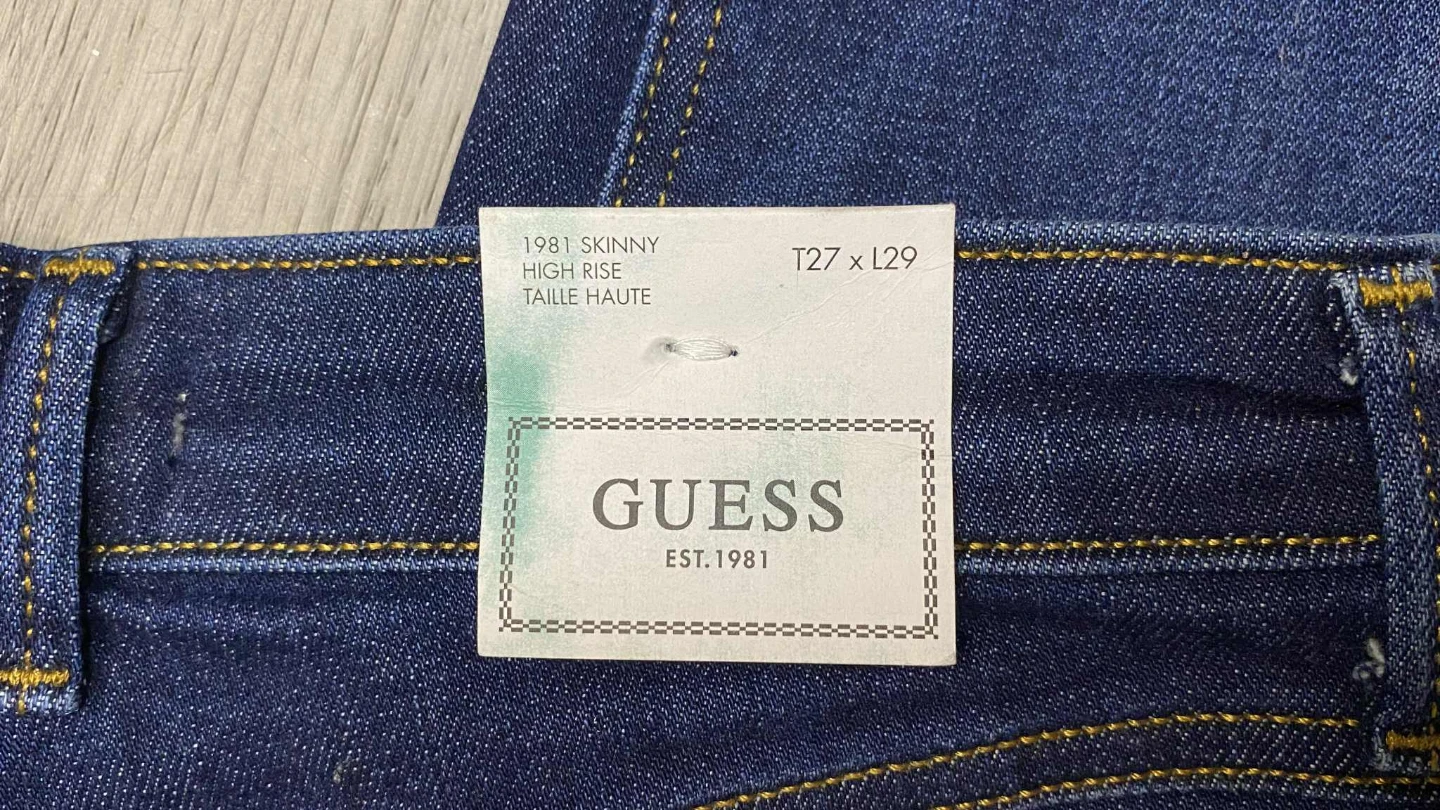 1981 SKINNY
HIGH RISE
TAILLE HAUTE
T27 x L29
GUESS
EST. 1981